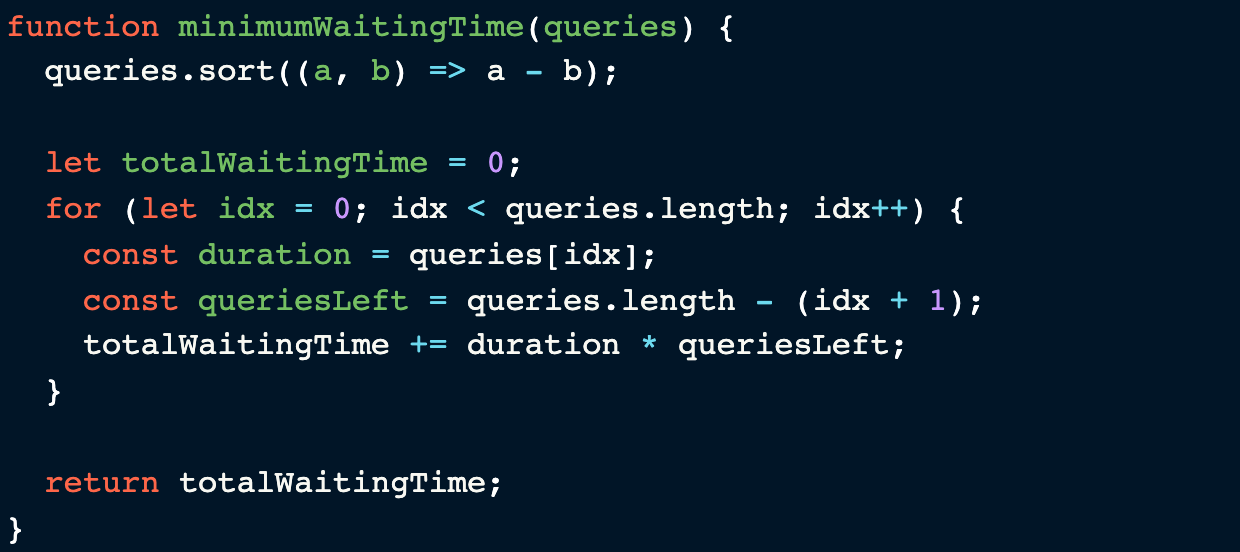 function minimumWaitingTime(queries) {
  queries.sort((a, b) => a - b);

  let totalWaitingTime = 0;
  for (let idx = 0; idx < queries.length; idx++) {
    const duration = queries[idx];
    const queriesLeft = queries.length - (idx + 1);
    totalWaitingTime += duration * queriesLeft;
  }

  return totalWaitingTime;
}